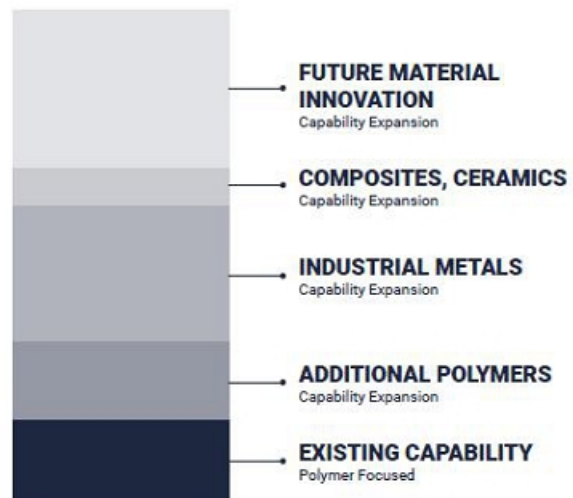 FUTURE MATERIAL
INNOVATION
Capability Expansion
COMPOSITES, CERAMICS
Capability Expansion
INDUSTRIAL METALS
Capability Expansion
ADDITIONAL POLYMERS
Capability Expansion
EXISTING CAPABILITY
Polymer Focused